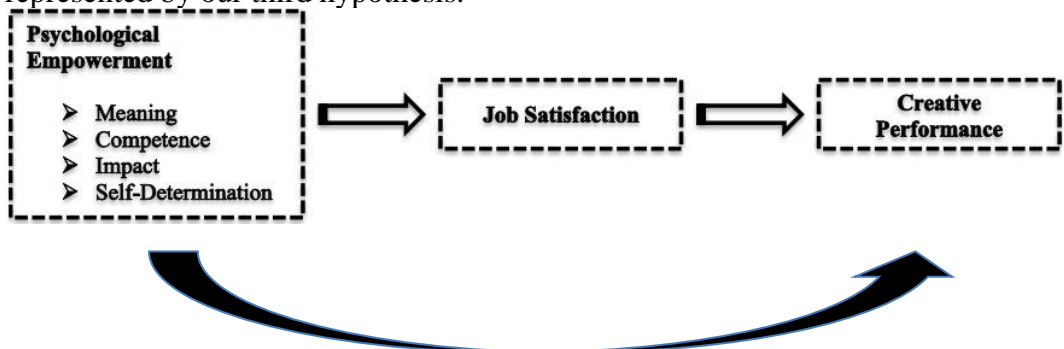 represented by our third hypothesis.
Psychological
Empowerment
➤ Meaning
➤ Competence
➤ Impact
➤ Self-Determination
Job Satisfaction
Creative
Performance